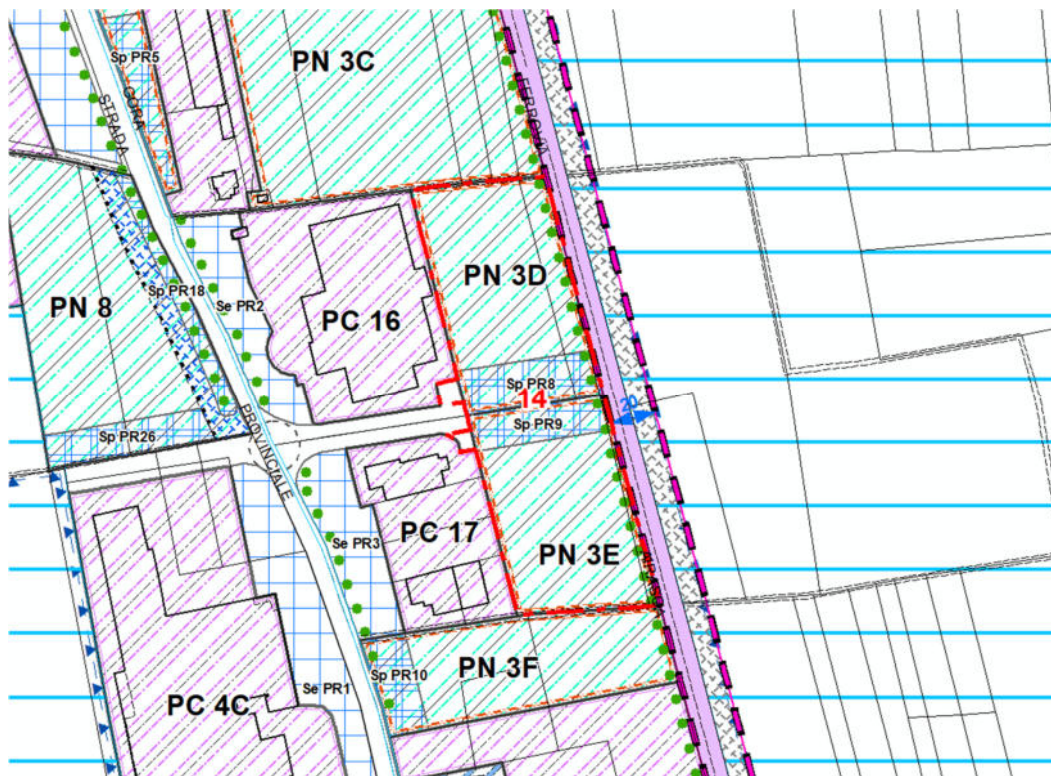 PN 3C
Sp PR5
GORA
STRADA
FERROVIA
PN 3D
PN 8
Sp PR18
Se PR2
PC 16
Sp PR8
14
Sp PR9
20
Sp PR26
PROVINCIALE
Se PR3
PC 17
PN 3E
AIRASCA
PN 3F
Sp PR10
Se PR1
PC 4C